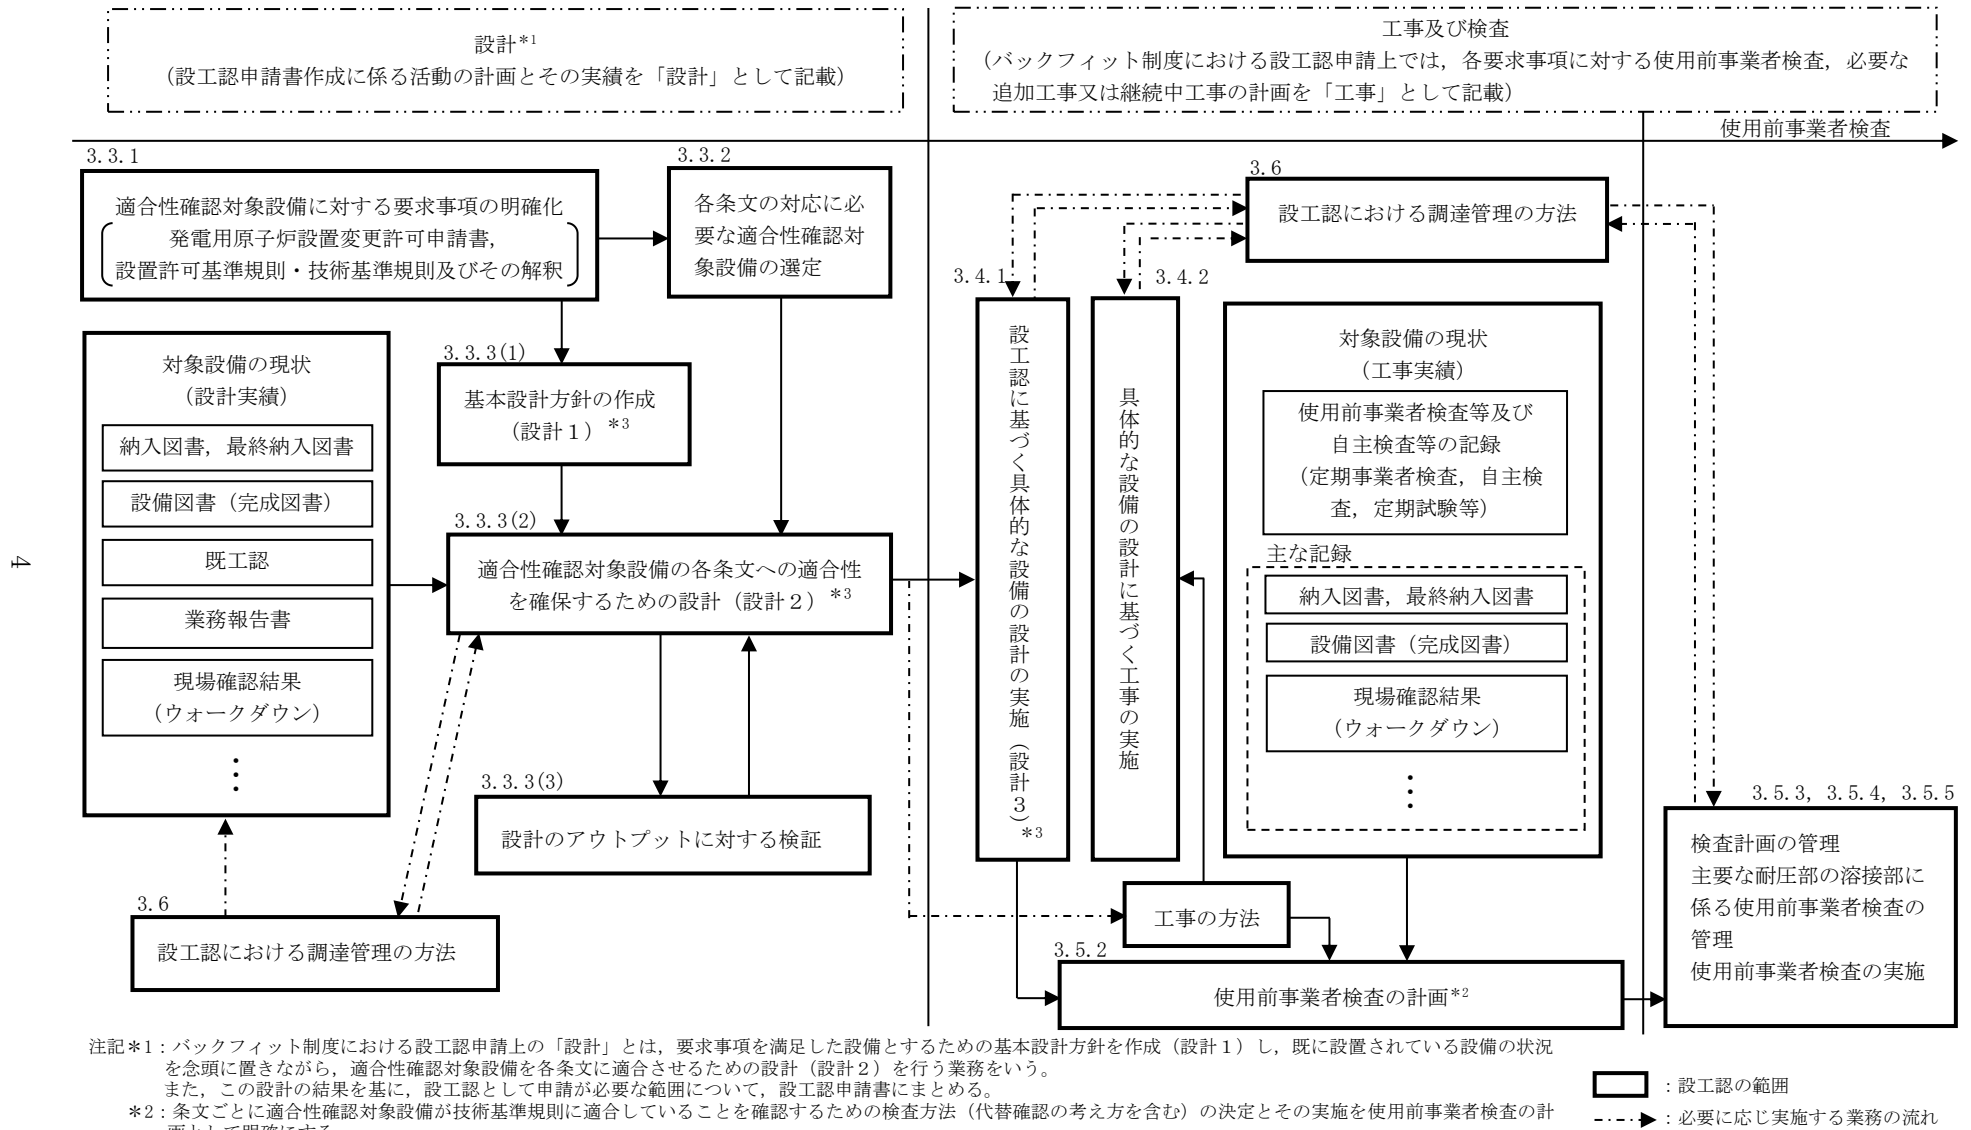 設計*1
（設工認申請書作成に係る活動の計画とその実績を「設計」として記載）
工事及び検査
（バックフィット制度における設工認申請上では，各要求事項に対する使用前事業者検査，必要な
追加工事又は継続中工事の計画を「工事」として記載）
使用前事業者検査
3.3.1
適合性確認対象設備に対する要求事項の明確化
発電用原子炉設置変更許可申請書，
設置許可基準規則・技術基準規則及びその解釈
3.3.2
各条文の対応に必
要な適合性確認対
象設備の選定
対象設備の現状
（設計実績）
納入図書，最終納入図書
設備図書（完成図書）
既工認
業務報告書
現場確認結果
（ウォークダウン）
3.3.3(1)
基本設計方針の作成
（設計１）*3
3.3.3(2)
適合性確認対象設備の各条文への適合性
を確保するための設計（設計２）*3
3.3.3(3)
設計のアウトプットに対する検証
3.6
設工認における調達管理の方法
3.6
設工認における調達管理の方法
3.4.1
設工認に基づく具体的な設備の設計の実施（設計３）*3
3.4.2
具体的な設備の設計に基づく工事の実施
対象設備の現状
（工事実績）
使用前事業者検査等及び
自主検査等の記録
（定期事業者検査，自主検
査，定期試験等）
主な記録
納入図書，最終納入図書
設備図書（完成図書）
現場確認結果
（ウォークダウン）
工事の方法
3.5.2
使用前事業者検査の計画*2
3.5.3, 3.5.4, 3.5.5
検査計画の管理
主要な耐圧部の溶接部に
係る使用前事業者検査の
管理
使用前事業者検査の実施
4
注記*1：バックフィット制度における設工認申請上の「設計」とは，要求事項を満足した設備とするための基本設計方針を作成（設計１）し，既に設置されている設備の状況
を念頭に置きながら，適合性確認対象設備を各条文に適合させるための設計（設計２）を行う業務をいう。
また，この設計の結果を基に，設工認として申請が必要な範囲について，設工認申請書にまとめる。
*2：条文ごとに適合性確認対象設備が技術基準規則に適合していることを確認するための検査方法（代替確認の考え方を含む）の決定とその実施を使用前事業者検査の計
：設工認の範囲
：必要に応じ実施する業務の流れ